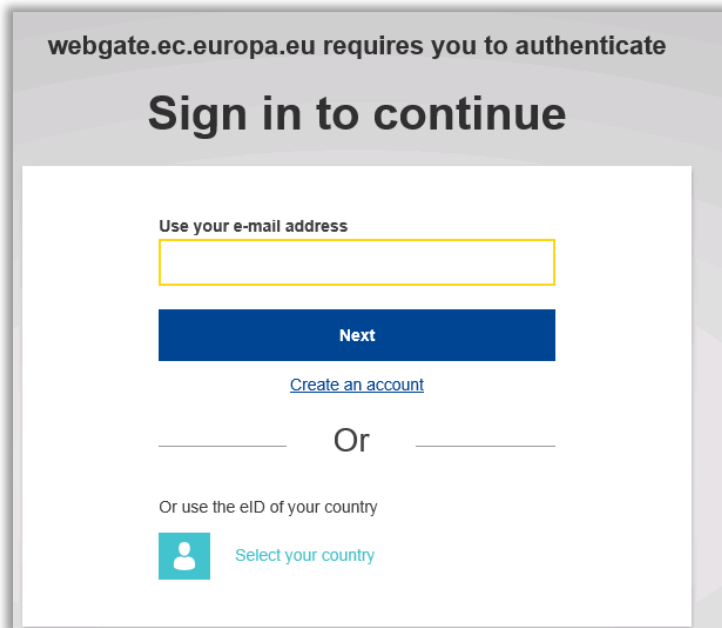 webgate.ec.europa.eu requires you to authenticate
Sign in to continue
Use your e-mail address
Next
Create an account
Or
Or use the eID of your country
Select your country